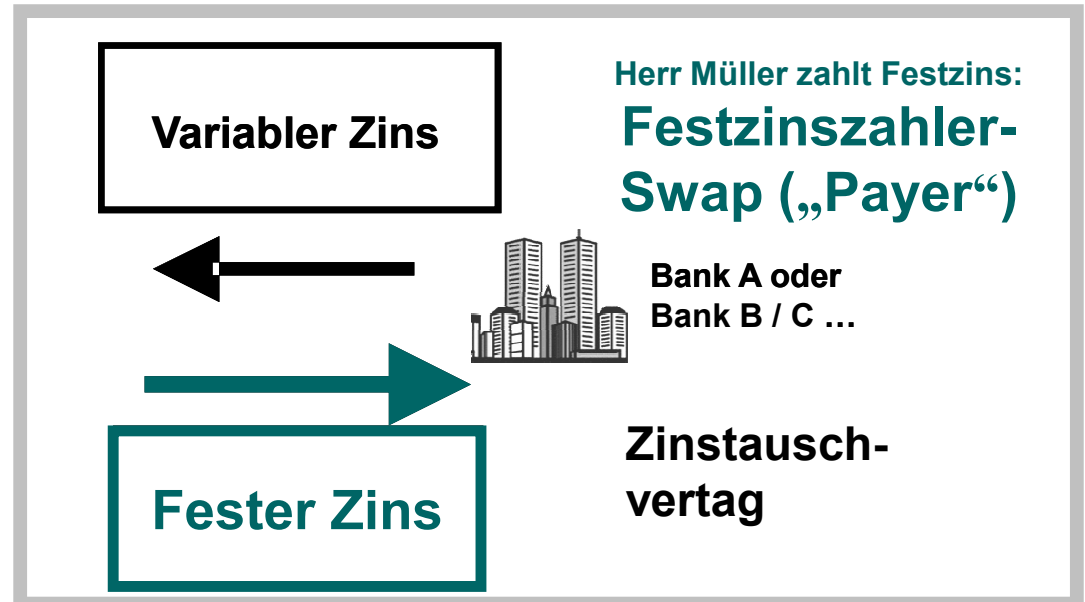 Variabler Zins
Herr Müller zahlt Festzins:
Festzinszahler-
Swap („Payer“)
Bank A oder
Bank B / C ...
Zinstausch-
vertag
Fester Zins